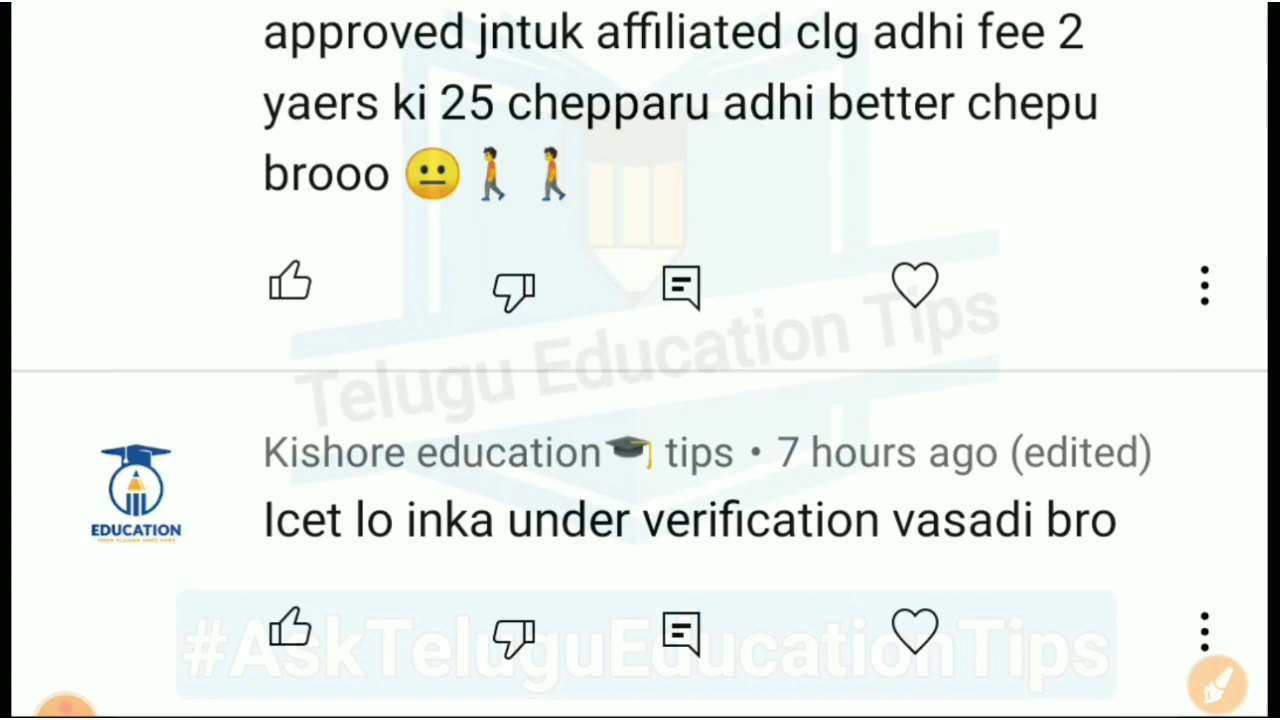 approved jntuk affiliated clg adhi fee 2
yaers ki 25 chepparu adhi better chepu
brooo 😐🚶🚶
Telugu Education Tips
Kishore education🎓 tips • 7 hours ago (edited)
Icet lo inka under verification vasadi bro
EDUCATION
#AskTeluguEducationTips